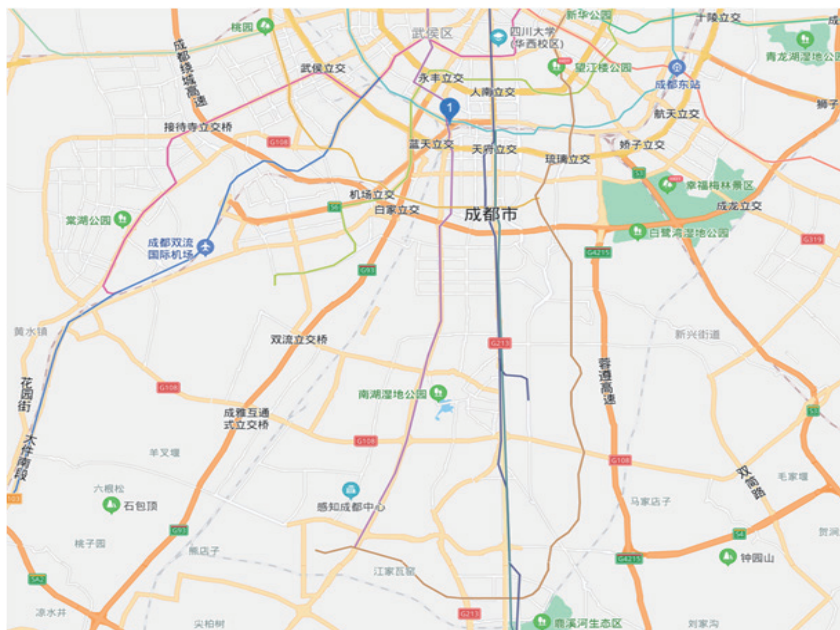 桃园
武侯区
四川大学
(华西校区)
新华公园
十陵立交
青龙湖湿地公
成都绕城高速
武侯立交
永丰立交
望江楼公园
成都东站
人南立交
狮子
航天立交
接待寺立交桥
G108
1
蓝天立交
天府立交
琉璃立交
娇子立交
机场立交
幸福梅林景区
白家立交
成都市
成龙立交
棠湖公园
白鹭湾湿地公园
成都双流
国际机场
G93
G4215
G319
黄水镇
双流立交桥
G213
新兴街道
花园街
G108
南湖湿地公园
蓉遵高速
成雅互通
式立交桥
大件南段
G108
G108
羊叉堰
双简路
毛家堰
六根松
石包顶
感知成都中心
马家店子
桃子园
G93
熊店子
贺洞
G4215
钟园山
江家瓦窑
SA2
凉水井
尖柏树
G213
鹿溪河生态区
刘家沟